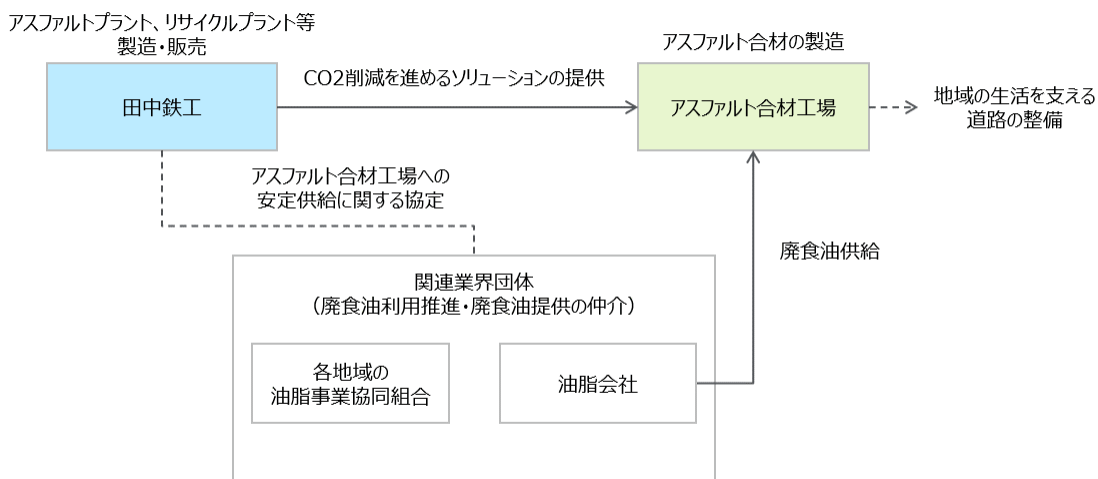 アスファルトプラント、リサイクルプラント等
製造・販売
アスファルト合材の製造
田中鉄工
CO2削減を進めるソリューションの提供
アスファルト合材工場
地域の生活を支える
道路の整備
アスファルト合材工場への
安定供給に関する協定
廃食油供給
関連業界団体
（廃食油利用推進・廃食油提供の仲介）
各地域の
油脂事業協同組合
油脂会社